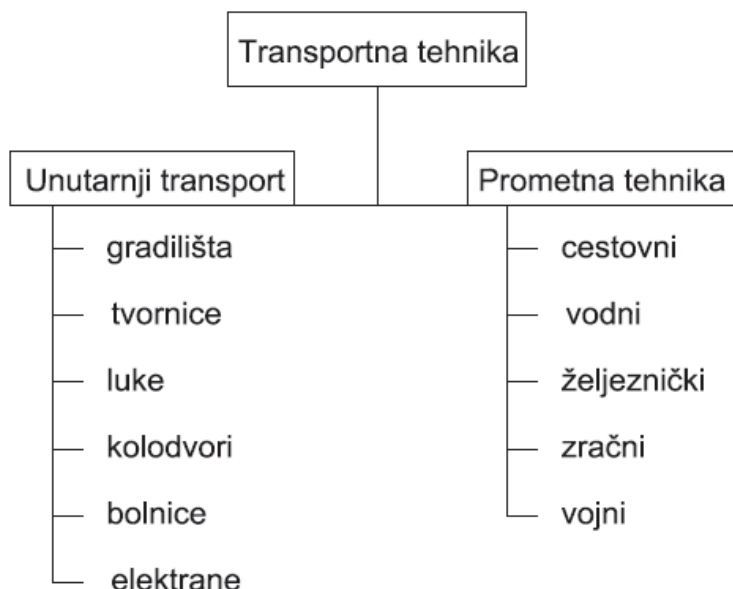 Transportna tehnika
Unutarnji transport
gradilišta
tvornice
luke
kolodvori
bolnice
elektrane
Prometna tehnika
cestovni
vodni
željeznički
zračni
vojni